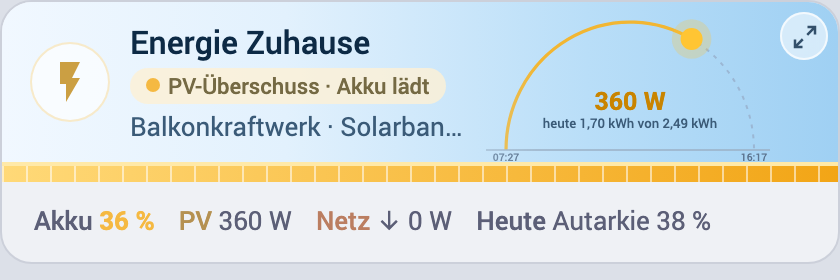 Energie Zuhause
PV-Überschuss · Akku lädt
Balkonkraftwerk · Solarban...
360 W
heute 1,70 kWh von 2,49 kWh
07:27
16:17
Akku 36 % PV 360 W Netz ↓ 0 W Heute Autarkie 38 %